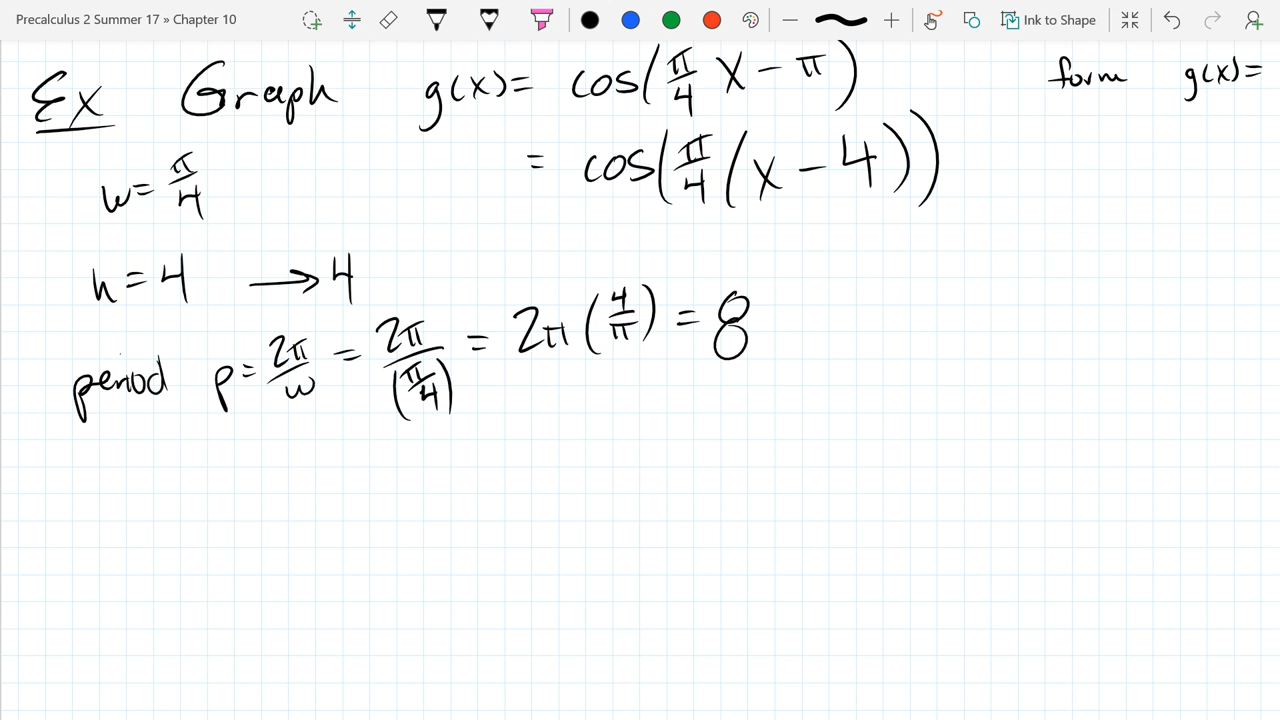 Precalculus 2 Summer 17 » Chapter 10
Ink to Shape
Ex Graph g(x)= cos(π/4 x − π) form g(x)=
= cos(π/4 (x − 4))
w = π/4
h = 4 → 4
period p = 2π/w = 2π/(π/4) = 2π(4/π) = 8